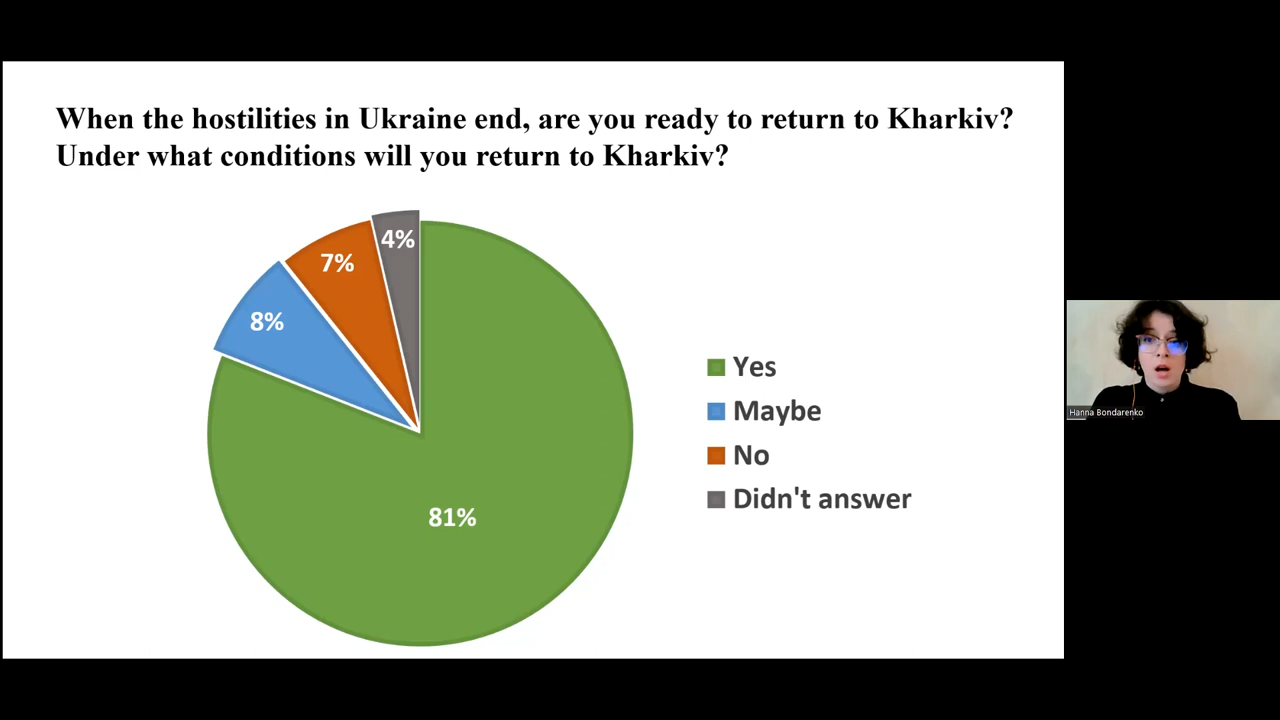 When the hostilities in Ukraine end, are you ready to return to Kharkiv?
Under what conditions will you return to Kharkiv?
4%
7%
8%
81%
Yes
Maybe
No
Didn't answer
Hanna Bondarenko